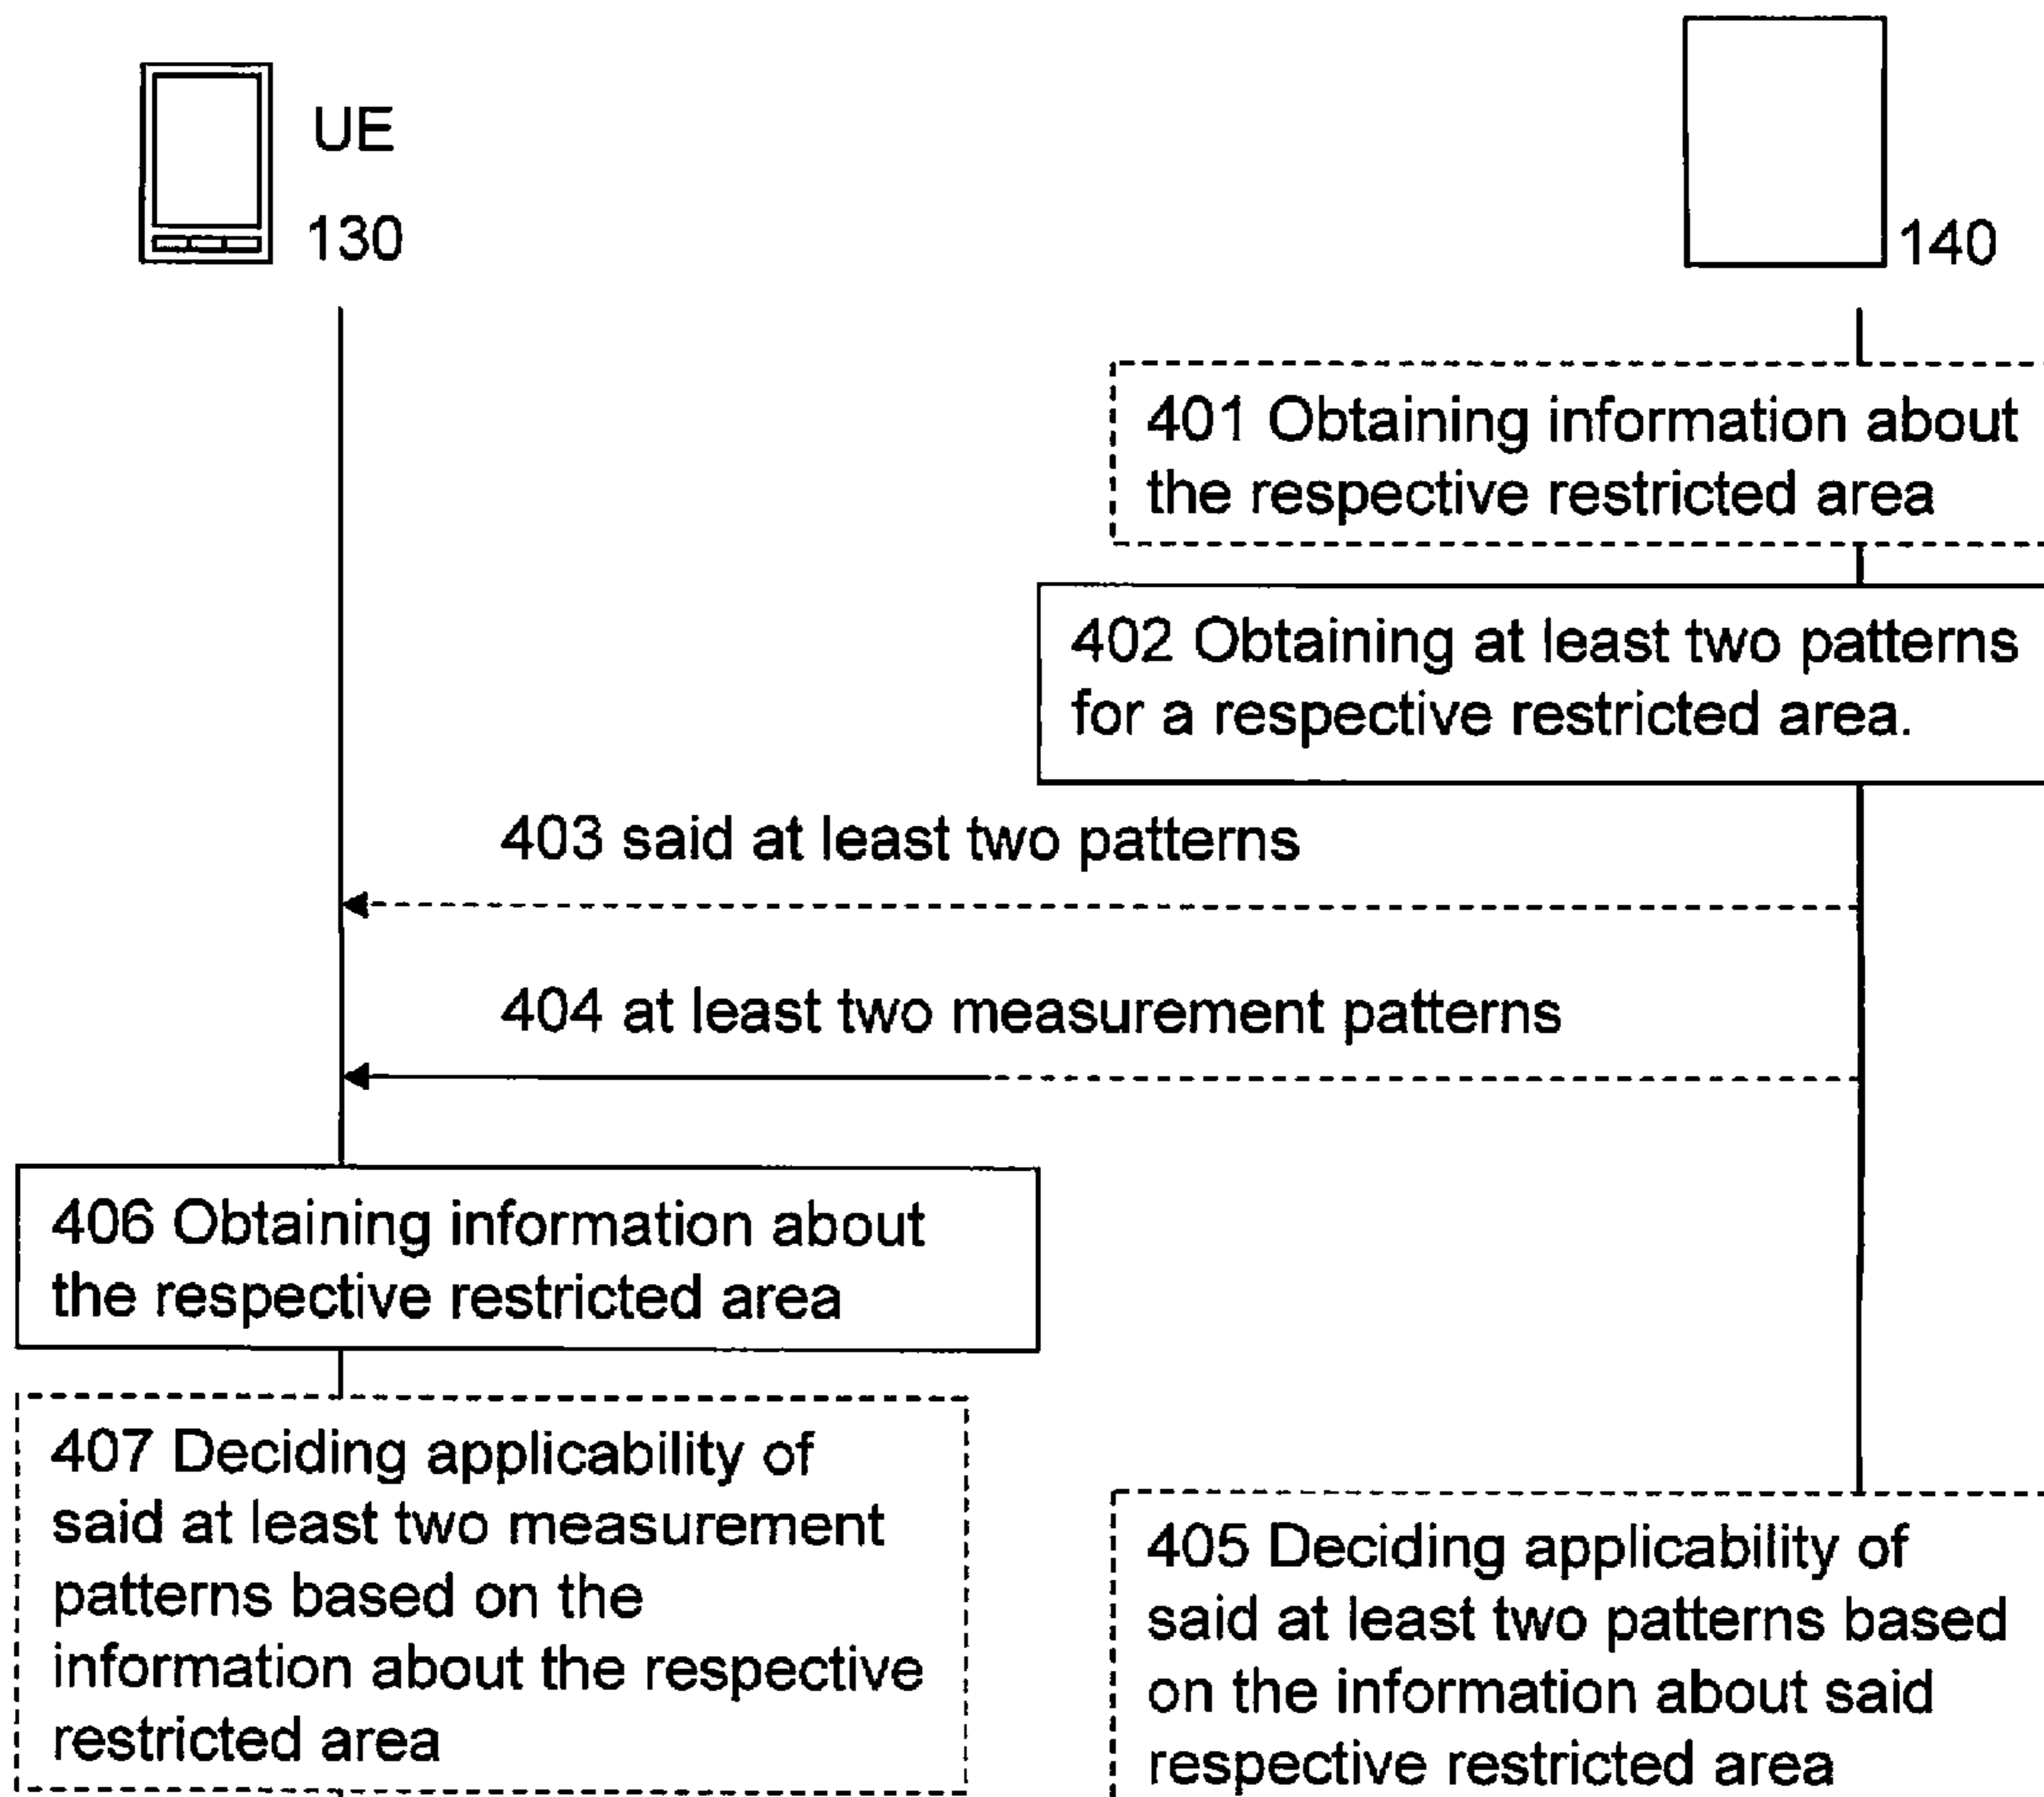 UE
130
140
401 Obtaining information about
the respective restricted area
402 Obtaining at least two patterns
for a respective restricted area.
403 said at least two patterns
404 at least two measurement patterns
406 Obtaining information about
the respective restricted area
407 Deciding applicability of
said at least two measurement
patterns based on the
information about the respective
restricted area
405 Deciding applicability of
said at least two patterns based
on the information about said
respective restricted area